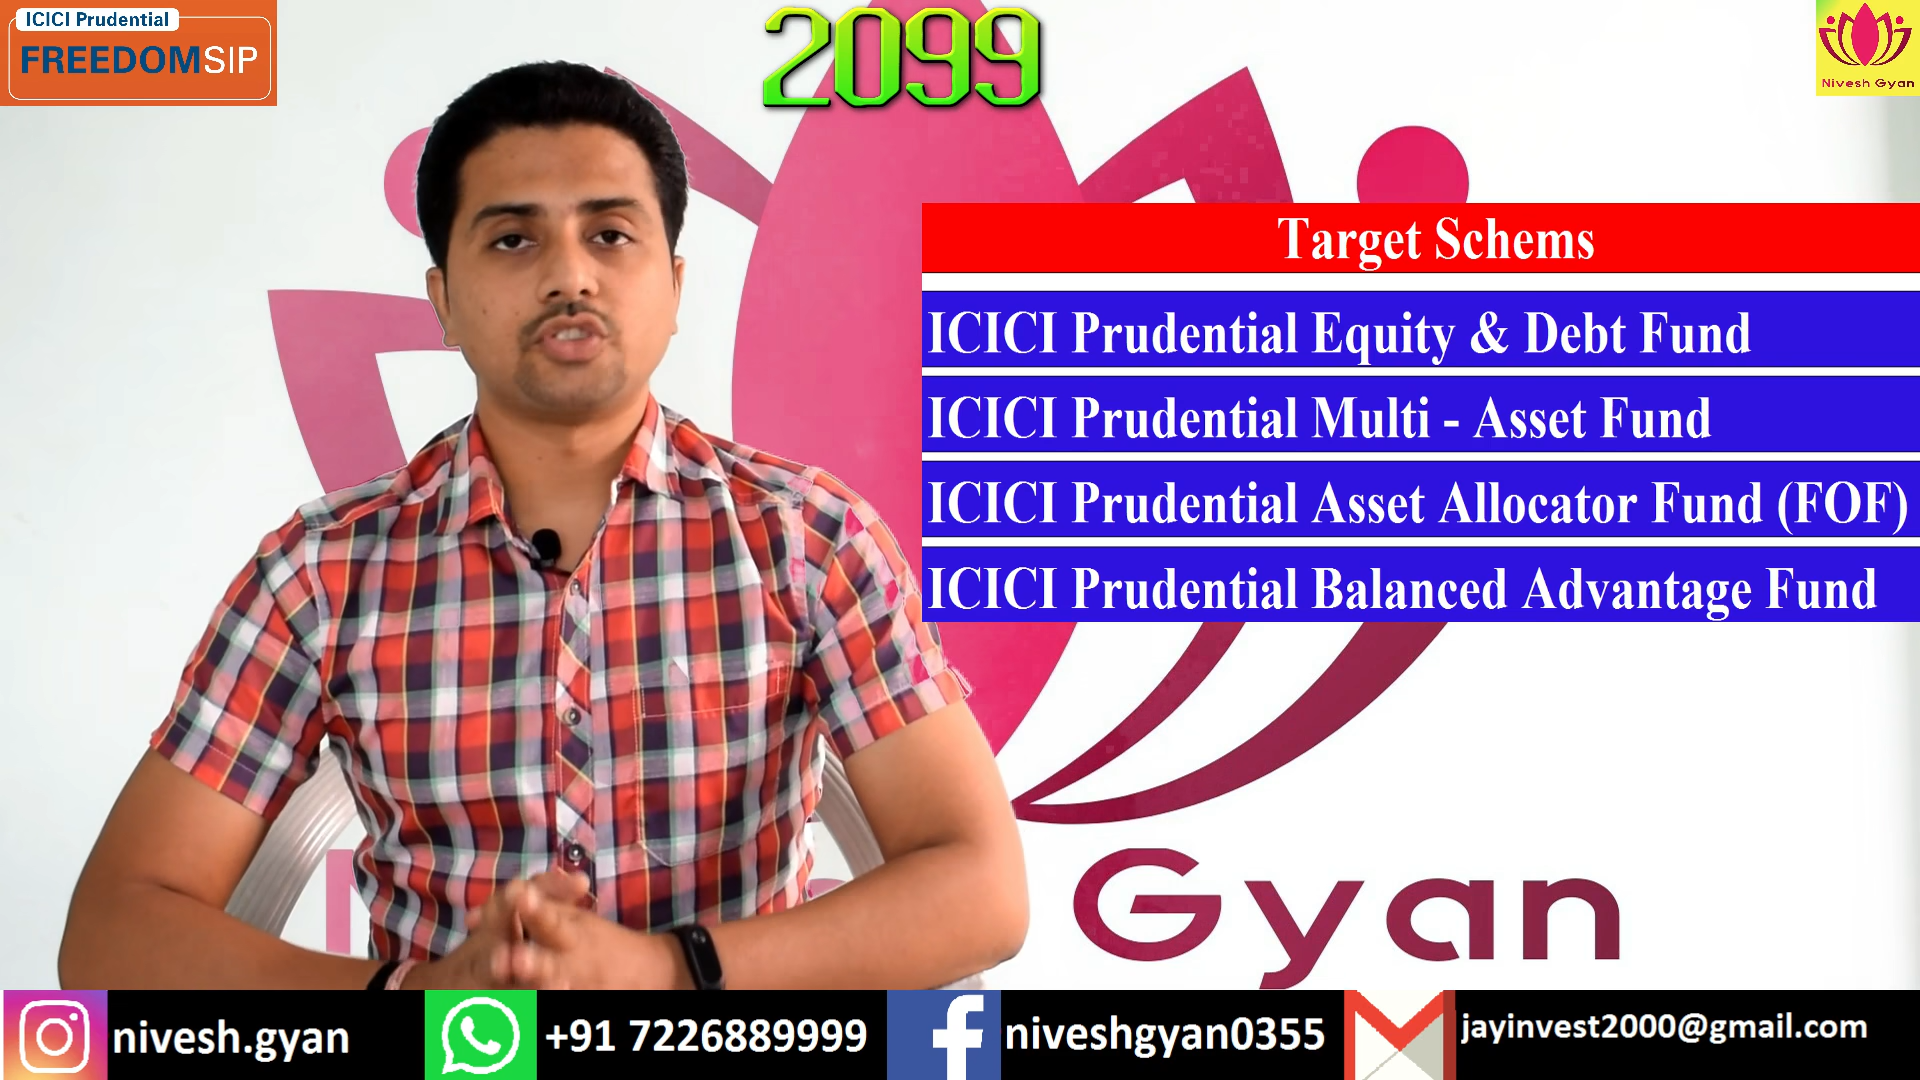 ICICI Prudential
FREEDOMSIP
2099
Nivesh Gyan
Target Schems
ICICI Prudential Equity & Debt Fund
ICICI Prudential Multi - Asset Fund
ICICI Prudential Asset Allocator Fund (FOF)
ICICI Prudential Balanced Advantage Fund
Gyan
nivesh.gyan
+91 7226889999
niveshgyan0355
jayinvest2000@gmail.com